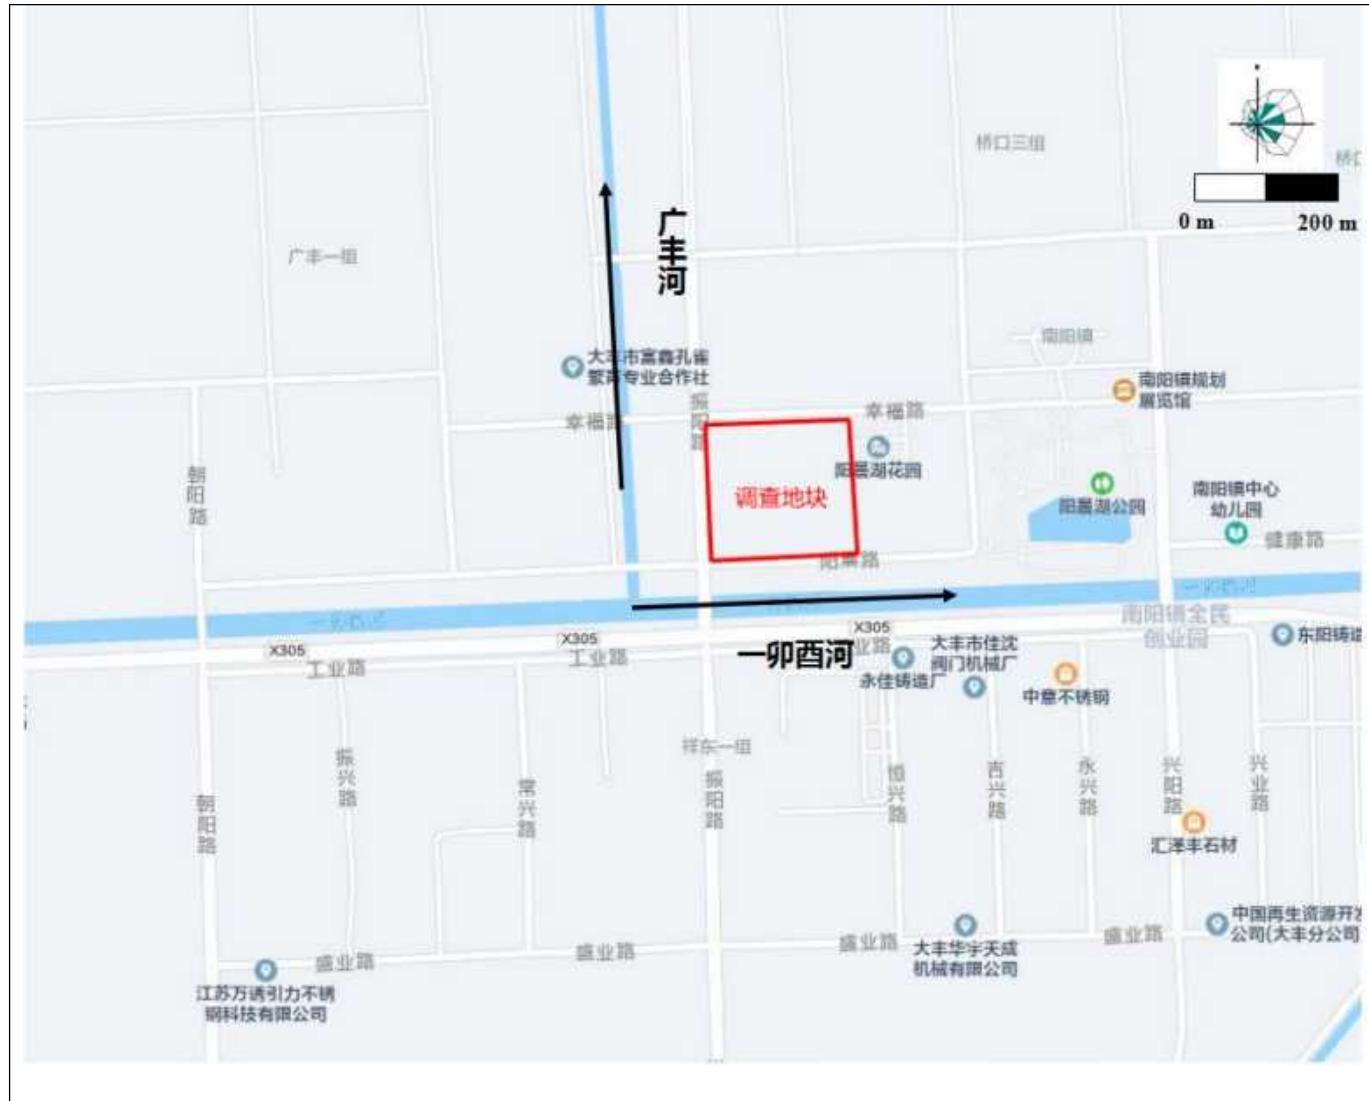 桥口三组
桥口
0 m
200 m
广丰河
广丰一组
南阳镇
大丰市富鑫孔雀
繁育专业合作社
南阳镇规划
展览馆
振阳路
幸福路
幸福路
阳景湖花园
朝阳路
调查地块
阳景湖公园
南阳镇中心
幼儿园
健康路
阳景路
一卯酉河
一卯酉河
南阳镇全民
创业园
X305
X305
X305
工业路
工业路
业路
一卯酉河
大丰市佳沈
阀门机械厂
永佳铸造厂
东阳铸造
中意不锈钢
祥东一组
振兴路
朝阳路
常兴路
振阳路
恒兴路
吉兴路
永兴路
兴阳路
兴业路
汇泽丰石材
盛业路
盛业路
盛业路
盛业路
大丰华宇天成
机械有限公司
中国再生资源开发
公司(大丰分公司
江苏万诱引力不锈
钢科技有限公司